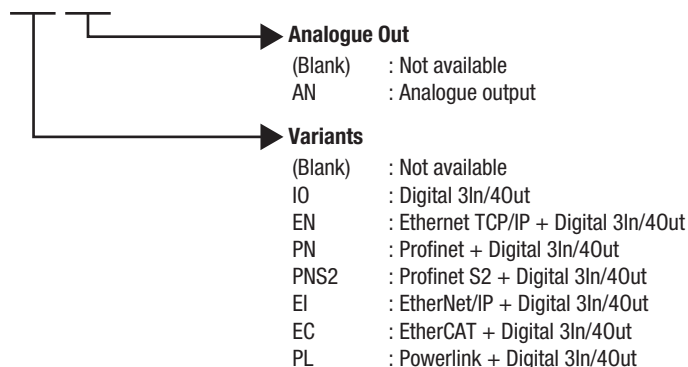 Analogue Out
(Blank) : Not available
AN : Analogue output
Variants
(Blank) : Not available
IO : Digital 3In/4Out
EN : Ethernet TCP/IP + Digital 3In/4Out
PN : Profinet + Digital 3In/4Out
PNS2 : Profinet S2 + Digital 3In/4Out
EI : EtherNet/IP + Digital 3In/4Out
EC : EtherCAT + Digital 3In/4Out
PL : Powerlink + Digital 3In/4Out